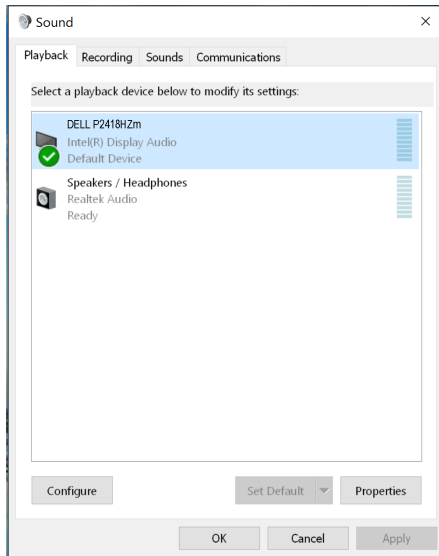 Sound
Playback Recording Sounds Communications
Select a playback device below to modify its settings:
DELL P2418HZm
Intel(R) Display Audio
Default Device
Speakers / Headphones
Realtek Audio
Ready
Configure Set Default Properties
OK Cancel Apply